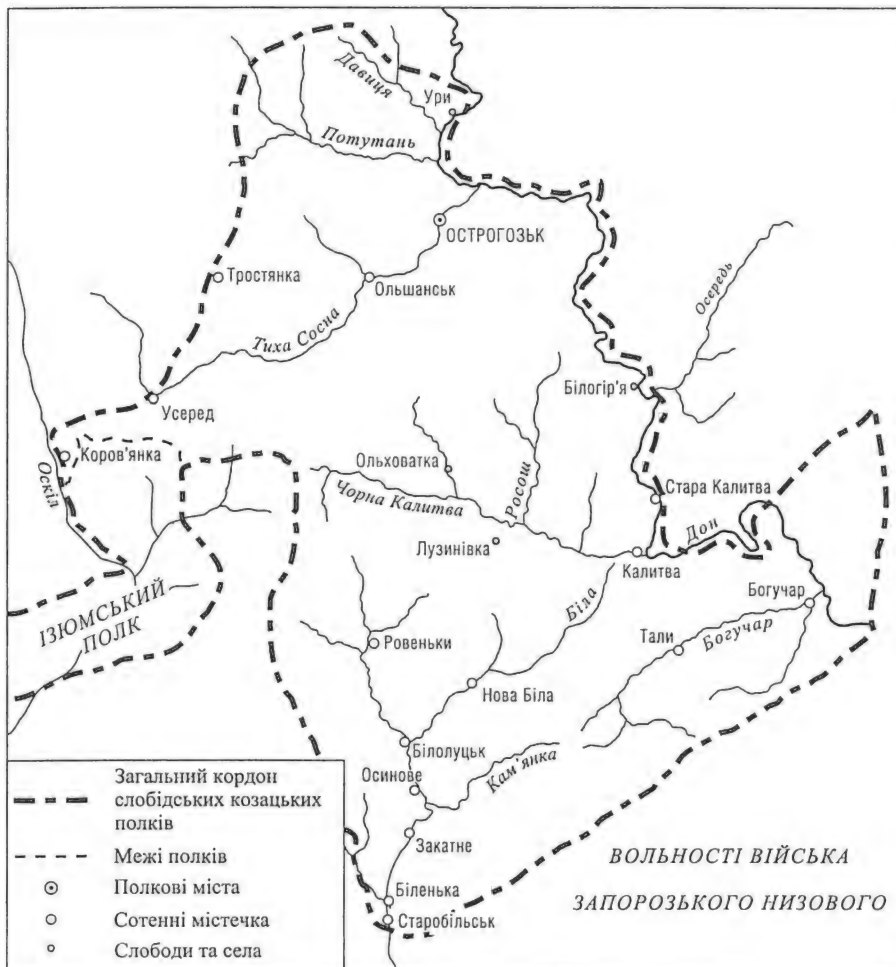 Давиця
Ури
Потутань
ОСТРОГОЗЬК
Тростянка
Ольшанськ
Осередь
Тиха Сосна
Білогір'я
Усеред
Коров'янка
Оскіл
Ольховатка
Росош
Стара Калитва
Чорна Калитва
Дон
Лузинівка
Калитва
Богучар
ІЗЮМСЬКИЙ
ПОЛК
Біла
Ровеньки
Тали
Богучар
Нова Біла
Білолуцьк
Осинове
Кам'янка
Закатне
Біленька
Старобільськ
ВОЛЬНОСТІ ВІЙСЬКА
ЗАПОРОЗЬКОГО НИЗОВОГО
Загальний кордон
слобідських козацьких
полків
Межі полків
Полкові міста
Сотенні містечка
Слободи та села